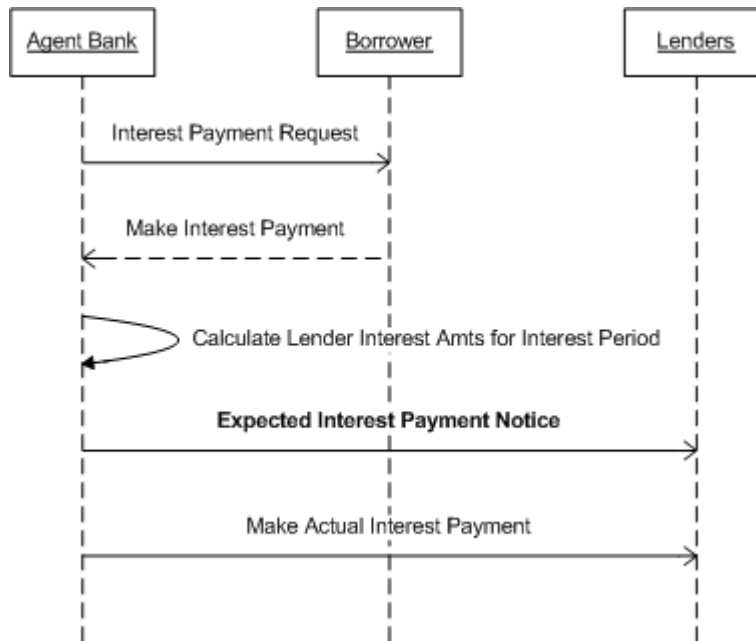 Agent Bank
Borrower
Lenders
Interest Payment Request
Make Interest Payment
Calculate Lender Interest Amts for Interest Period
Expected Interest Payment Notice
Make Actual Interest Payment